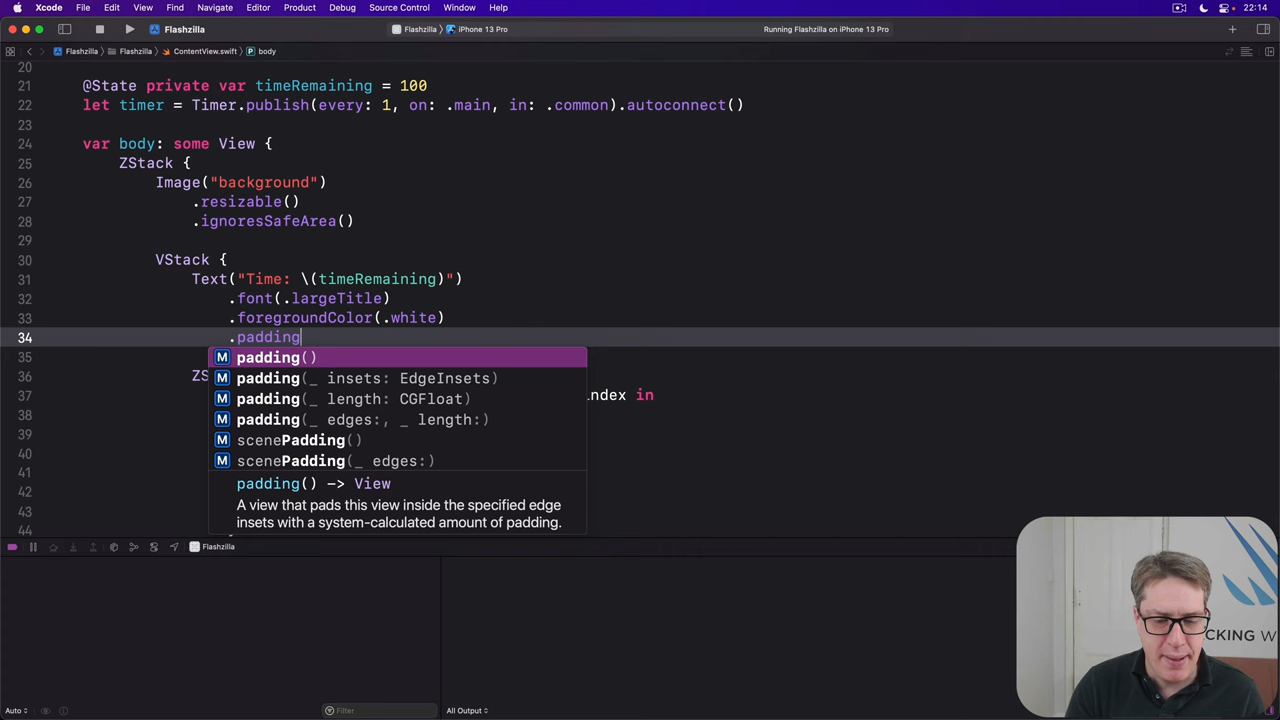 Xcode File Edit View Find Navigate Editor Product Debug Source Control Window Help 22:14
Flashzilla Flashzilla iPhone 13 Pro Running Flashzilla on iPhone 13 Pro
Flashzilla Flashzilla ContentView.swift body
20
21 @State private var timeRemaining = 100
22 let timer = Timer.publish(every: 1, on: .main, in: .common).autoconnect()
23
24 var body: some View {
25 ZStack {
26 Image("background")
27 .resizable()
28 .ignoresSafeArea()
29
30 VStack {
31 Text("Time: \(timeRemaining)")
32 .font(.largeTitle)
33 .foregroundColor(.white)
34 .padding
35
M padding()
36 ZS
M padding(_ insets: EdgeInsets)
37 index in
38
M padding(_ length: CGFloat)
39
M padding(_ edges:, _ length:)
40
M scenePadding()
41
M scenePadding(_ edges:)
42
padding() -> View
43
A view that pads this view inside the specified edge
insets with a system-calculated amount of padding.
44
Flashzilla
CKING W
Auto Filter All Output